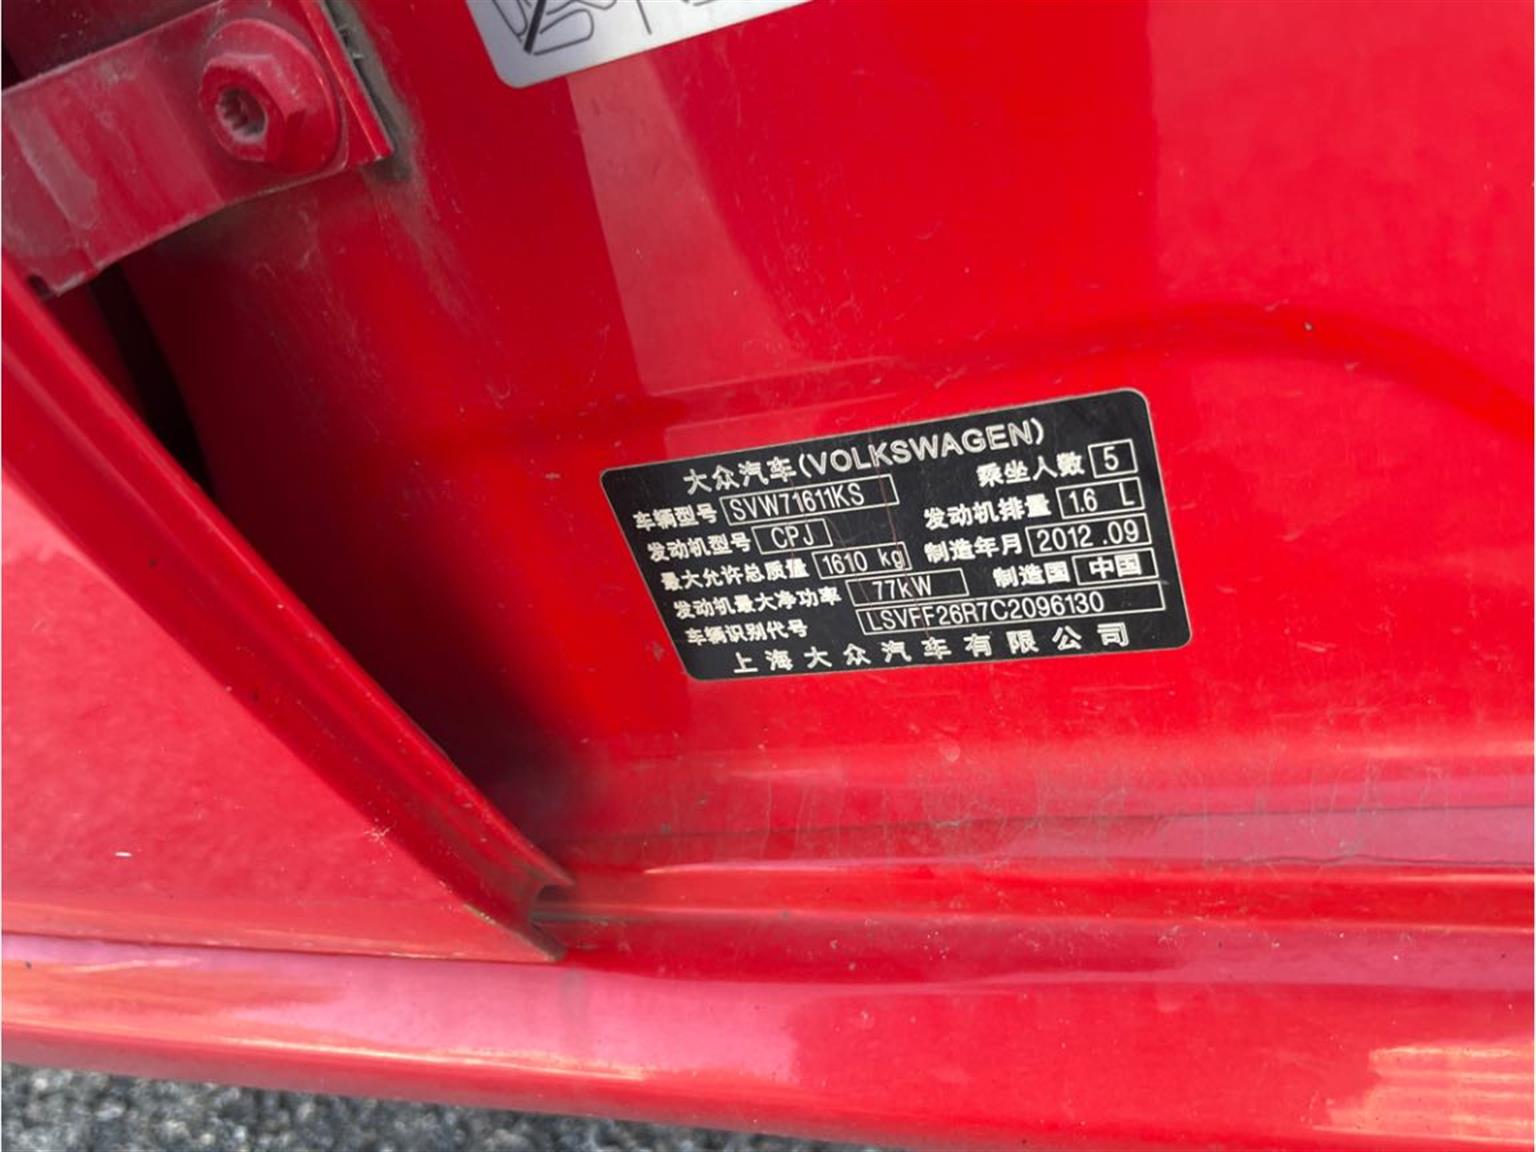 大众汽车(VOLKSWAGEN)
车辆型号 SVW71611KS 乘坐人数 5
发动机型号 CPJ 发动机排量 1.6 L
最大允许总质量 1610 kg 制造年月 2012.09
发动机最大净功率 77kW 制造国 中国
车辆识别代号 LSVFF26R7C2096130
上海大众汽车有限公司